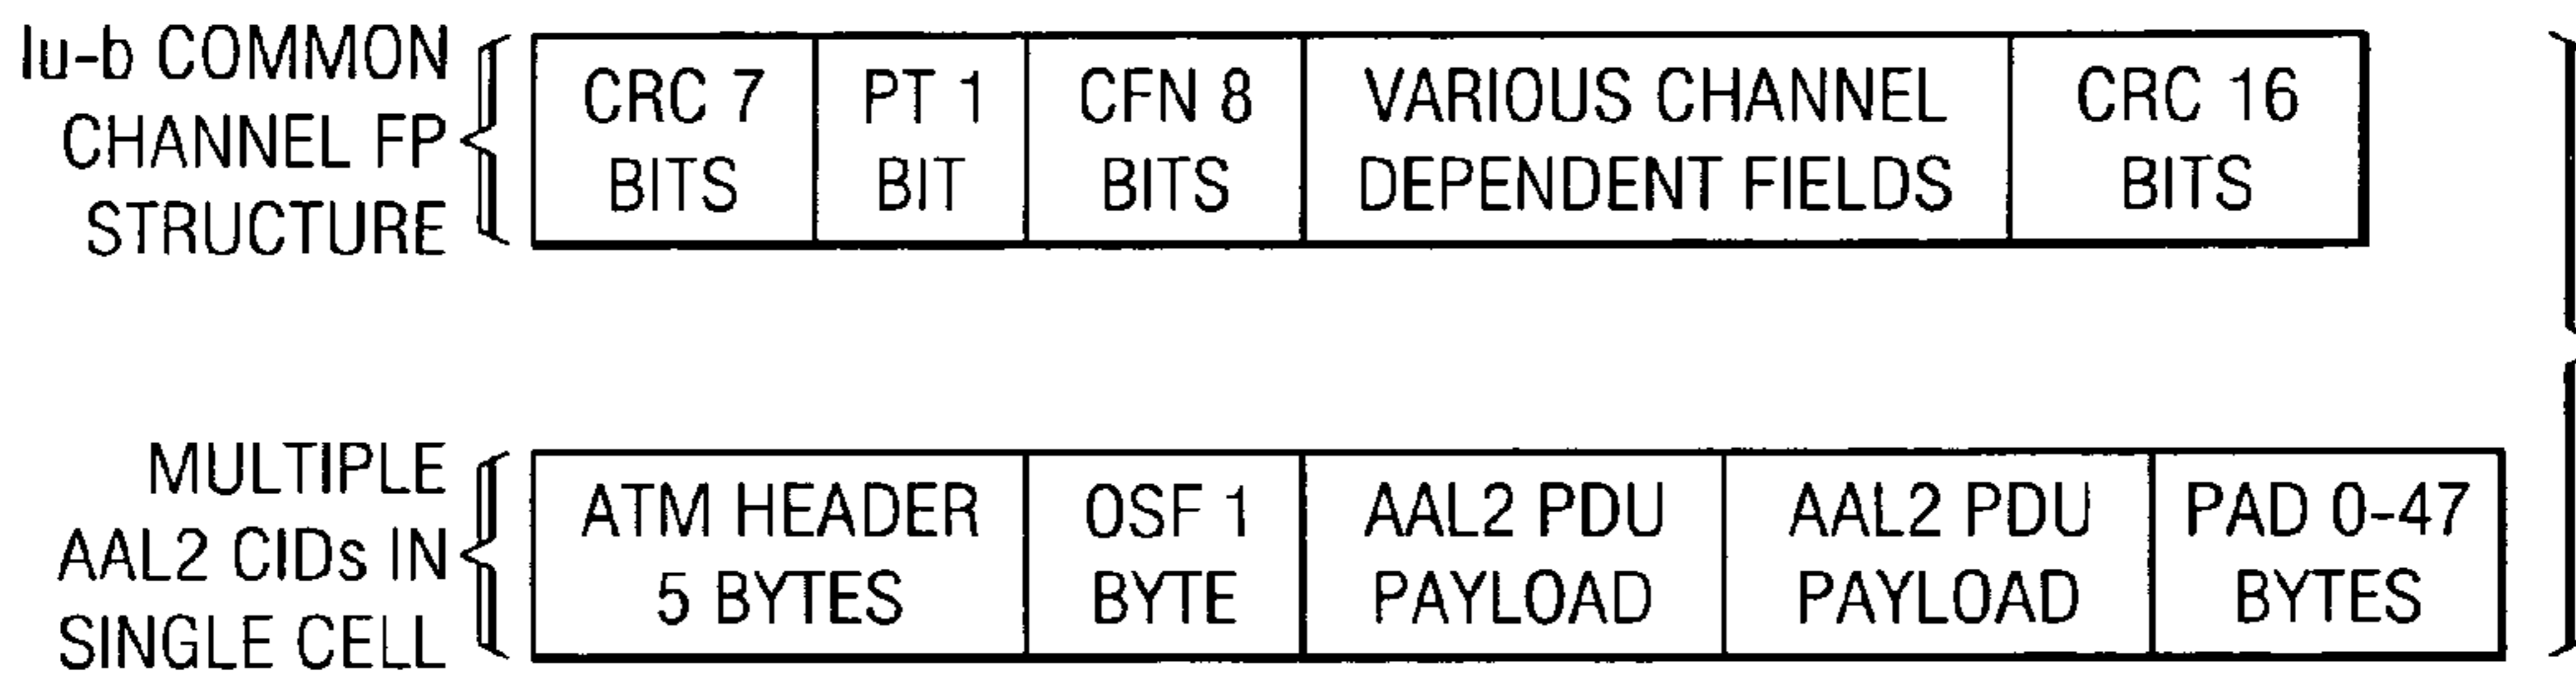 Iu-b COMMON
CHANNEL FP
STRUCTURE
CRC 7
BITS
PT 1
BIT
CFN 8
BITS
VARIOUS CHANNEL
DEPENDENT FIELDS
CRC 16
BITS
MULTIPLE
AAL2 CIDs IN
SINGLE CELL
ATM HEADER
5 BYTES
OSF 1
BYTE
AAL2 PDU
PAYLOAD
AAL2 PDU
PAYLOAD
PAD 0-47
BYTES